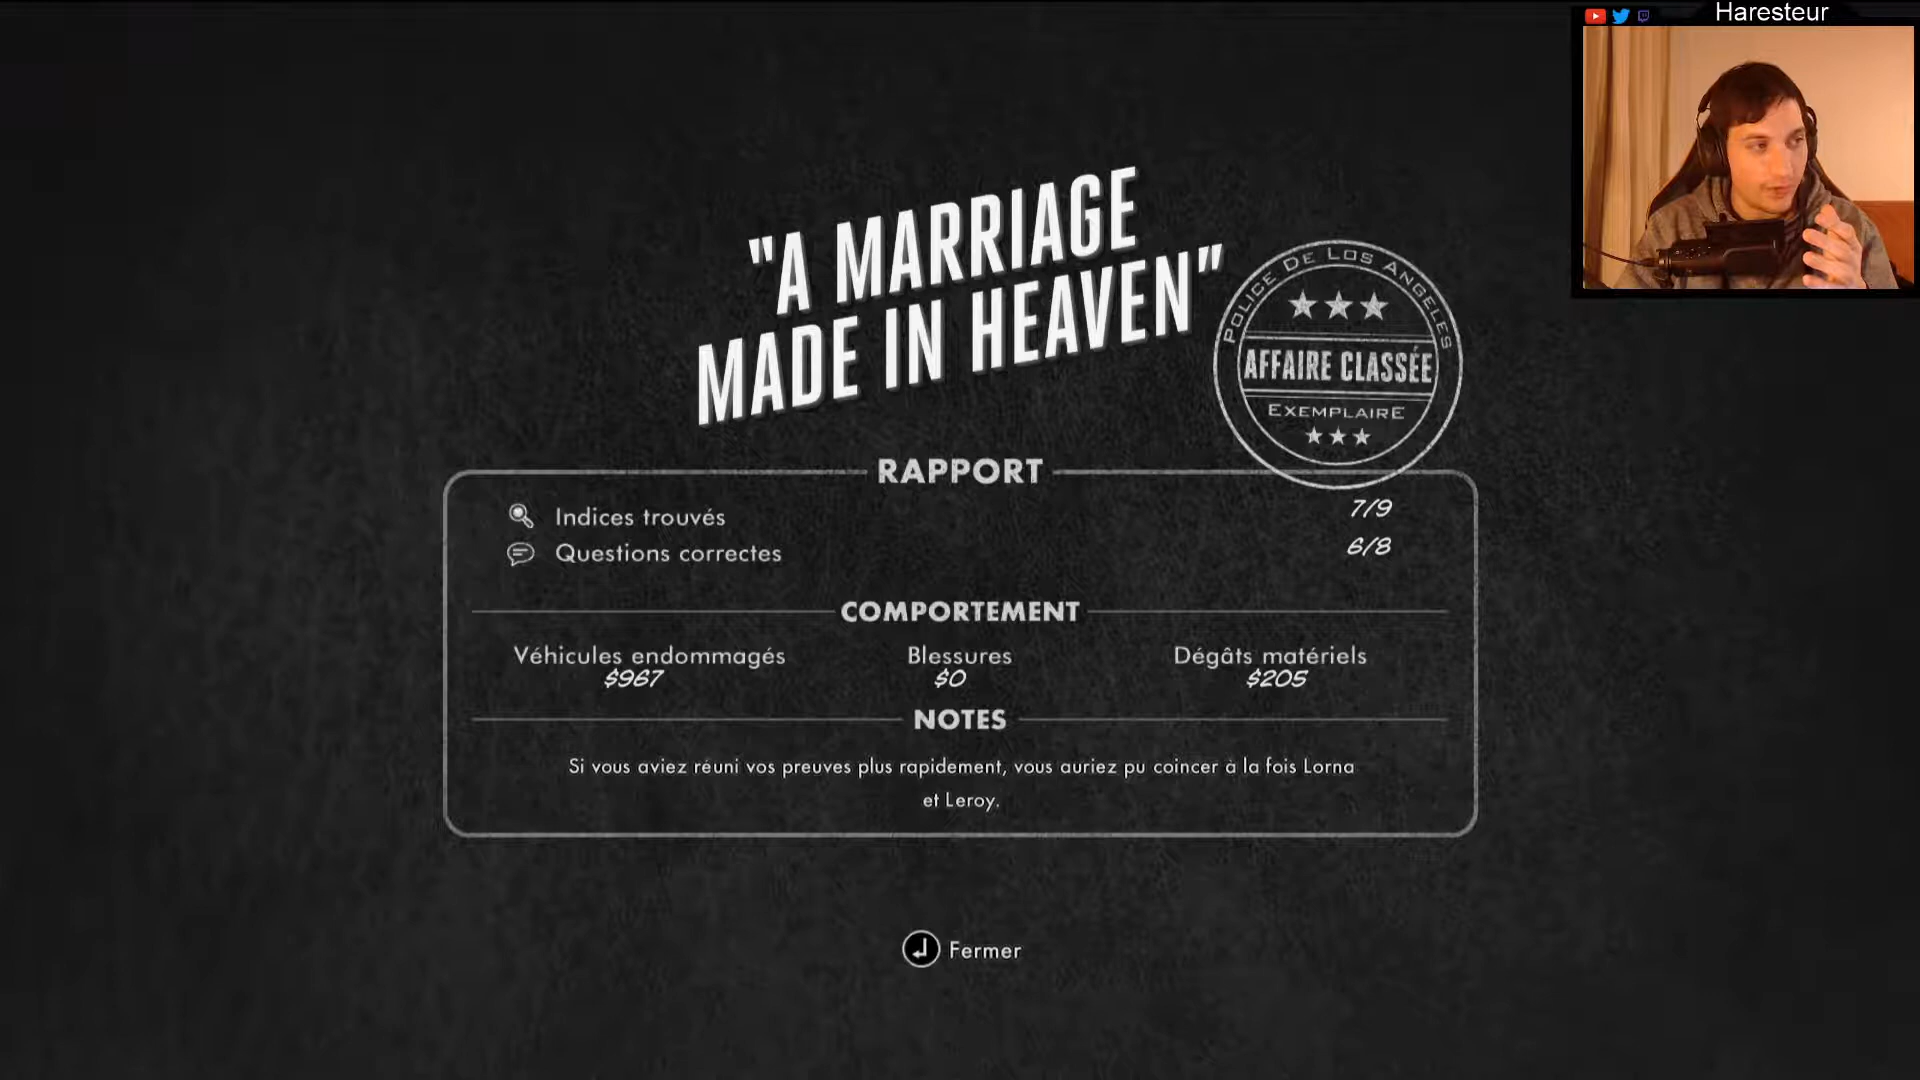 Haresteur
"A MARRIAGE
MADE IN HEAVEN"
POLICE DE LOS ANGELES
AFFAIRE CLASSÉE
EXEMPLAIRE
RAPPORT
Indices trouvés 7/9
Questions correctes 6/8
COMPORTEMENT
Véhicules endommagés Blessures Dégâts matériels
$967 $0 $205
NOTES
Si vous aviez réuni vos preuves plus rapidement, vous auriez pu coincer à la fois Lorna
et Leroy.
Fermer